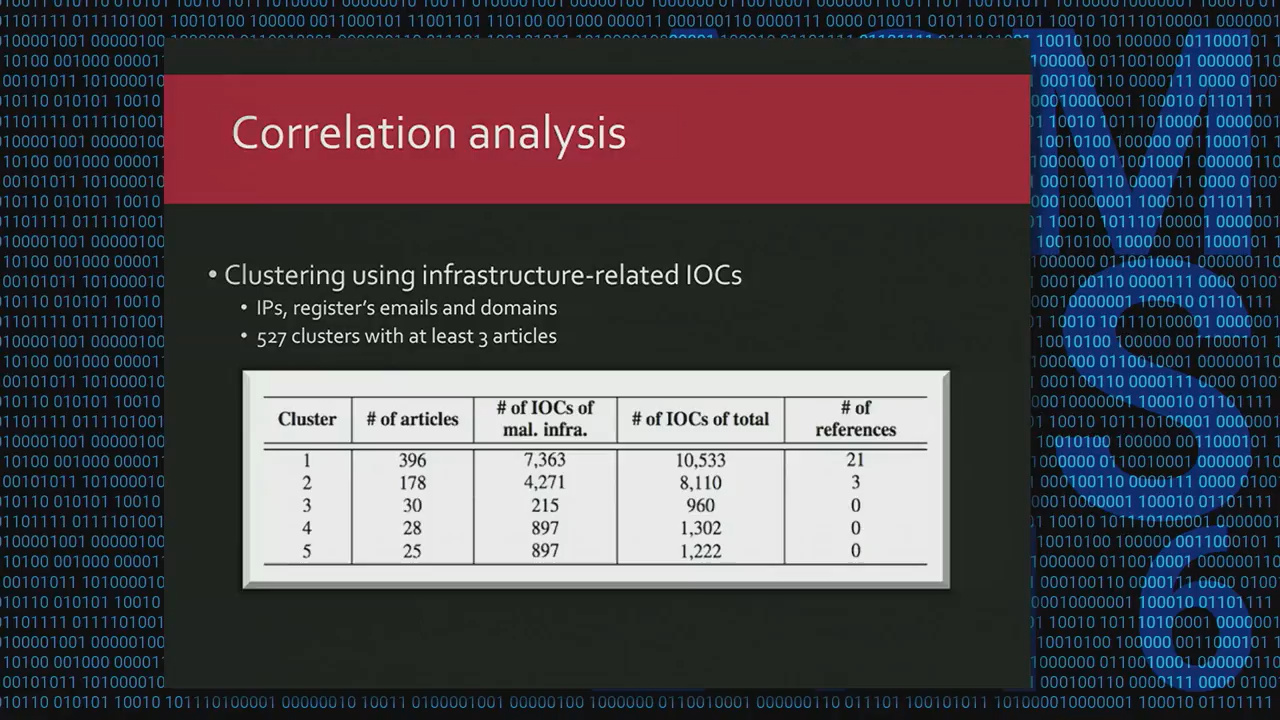 Correlation analysis
• Clustering using infrastructure-related IOCs
• IPs, register's emails and domains
• 527 clusters with at least 3 articles
Cluster # of articles # of IOCs of mal. infra. # of IOCs of total # of references
1 396 7,363 10,533 21
2 178 4,271 8,110 3
3 30 215 960 0
4 28 897 1,302 0
5 25 897 1,222 0